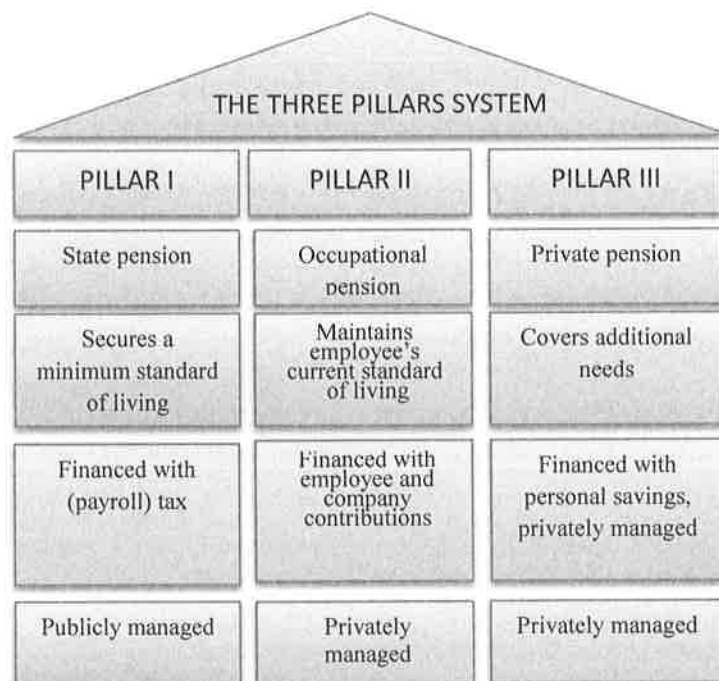 THE THREE PILLARS SYSTEM
PILLAR I
PILLAR II
PILLAR III
State pension
Occupational
pension
Private pension
Secures a
minimum standard
of living
Maintains
employee's
current standard
of living
Covers additional
needs
Financed with
(payroll) tax
Financed with
employee and
company
contributions
Financed with
personal savings,
privately managed
Publicly managed
Privately
managed
Privately managed